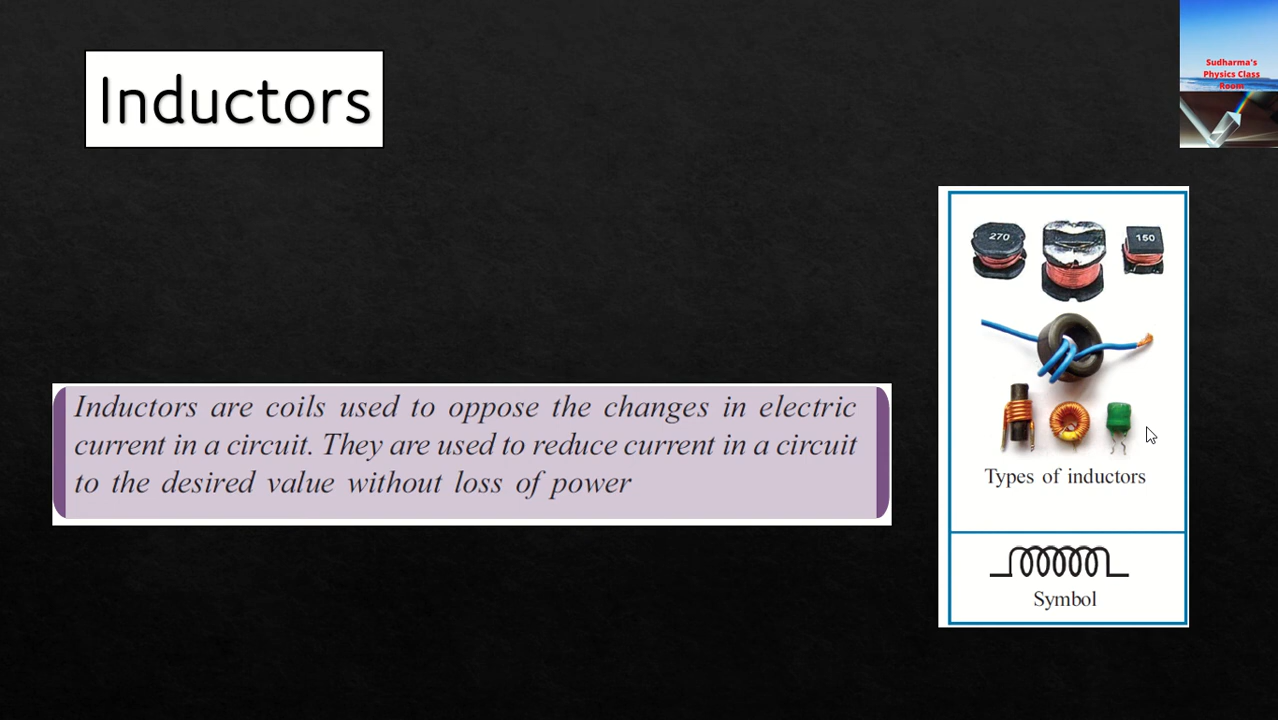 Inductors
Sudharma's
Physics Class
Room
270
150
Inductors are coils used to oppose the changes in electric
current in a circuit. They are used to reduce current in a circuit
to the desired value without loss of power
Types of inductors
Symbol